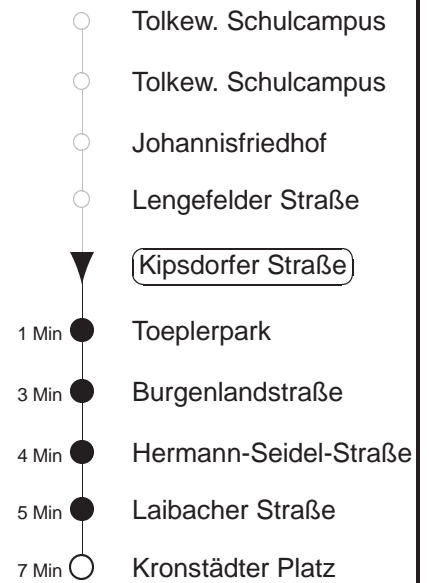 Tolkew. Schulcampus
Tolkew. Schulcampus
Johannisfriedhof
Lengefelder Straße
Kipsdorfer Straße
1 Min Toeplerpark
3 Min Burgenlandstraße
4 Min Hermann-Seidel-Straße
5 Min Laibacher Straße
7 Min Kronstädter Platz